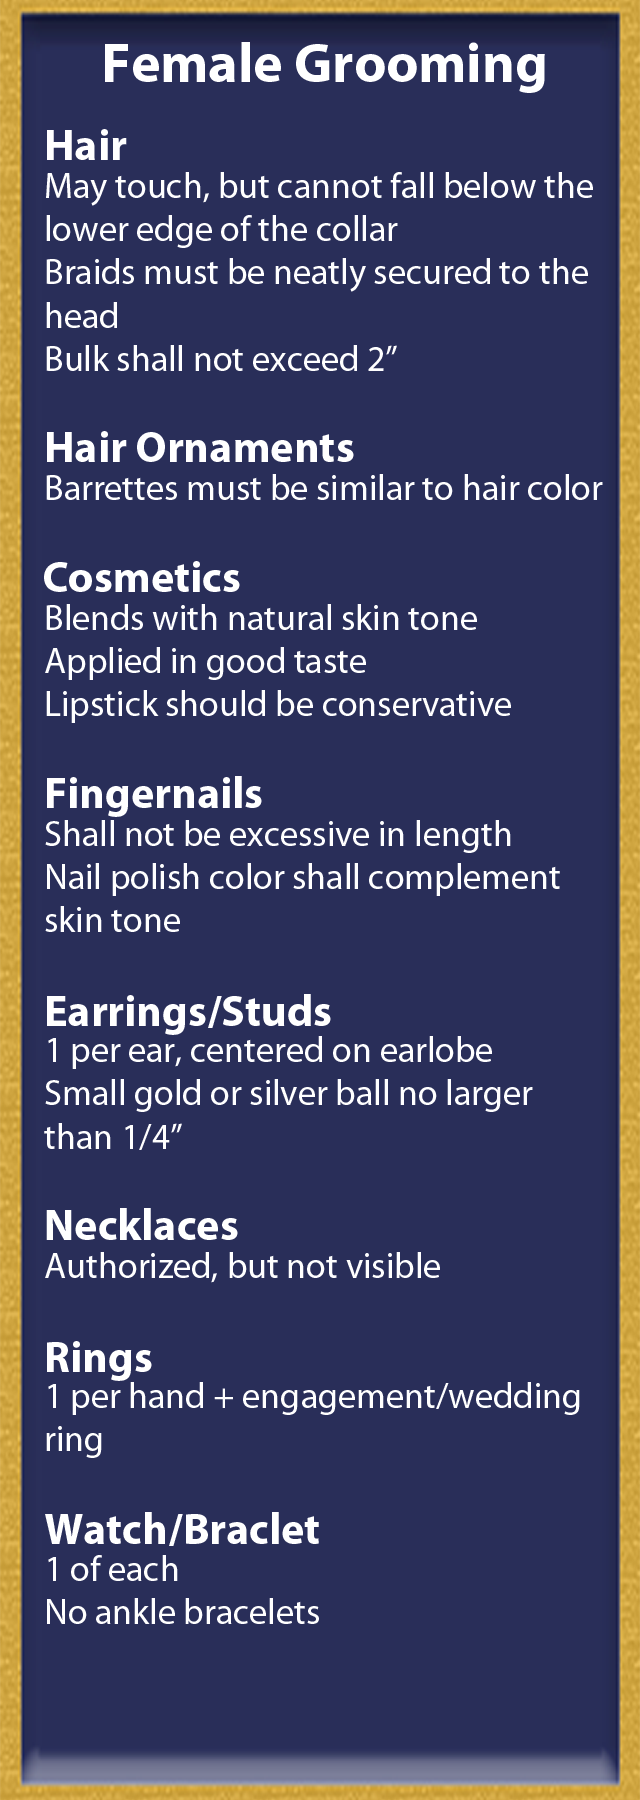 Female Grooming
Hair
May touch, but cannot fall below the
lower edge of the collar
Braids must be neatly secured to the
head
Bulk shall not exceed 2”
Hair Ornaments
Barrettes must be similar to hair color
Cosmetics
Blends with natural skin tone
Applied in good taste
Lipstick should be conservative
Fingernails
Shall not be excessive in length
Nail polish color shall complement
skin tone
Earrings/Studs
1 per ear, centered on earlobe
Small gold or silver ball no larger
than 1/4”
Necklaces
Authorized, but not visible
Rings
1 per hand + engagement/wedding
ring
Watch/Braclet
1 of each
No ankle bracelets